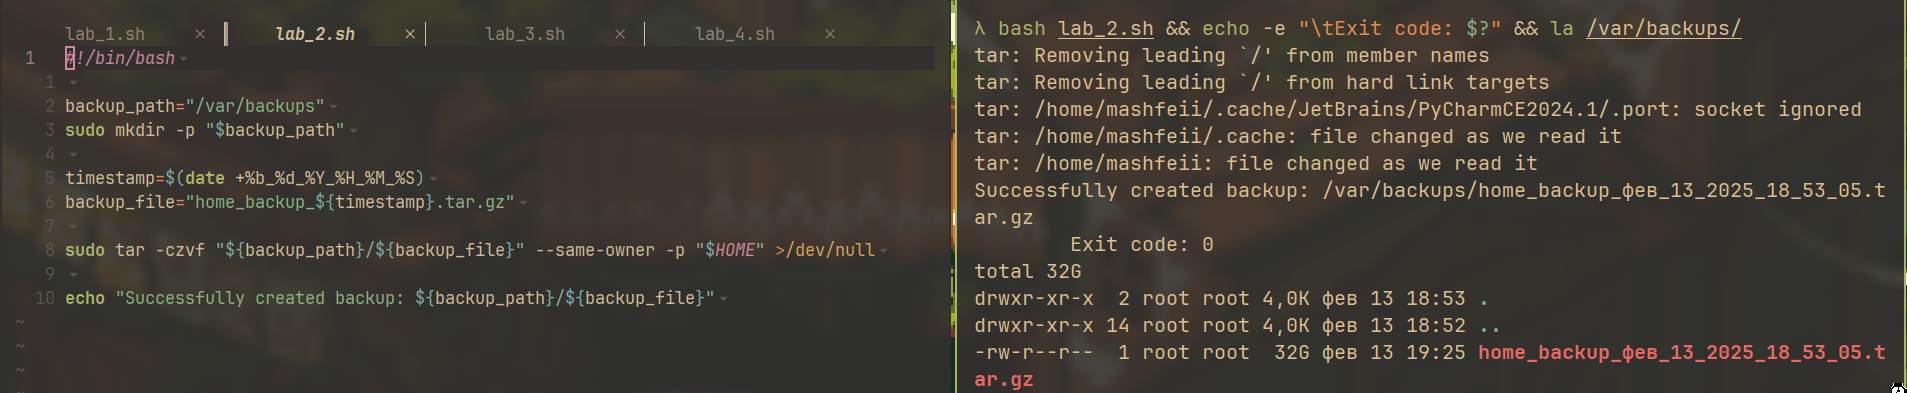 lab_1.sh × lab_2.sh × lab_3.sh × lab_4.sh ×
1 #!/bin/bash
1
2 backup_path="/var/backups"
3 sudo mkdir -p "$backup_path"
4
5 timestamp=$(date +%b_%d_%Y_%H_%M_%S)
6 backup_file="home_backup_${timestamp}.tar.gz"
7
8 sudo tar -czvf "${backup_path}/${backup_file}" --same-owner -p "$HOME" >/dev/null
9
10 echo "Successfully created backup: ${backup_path}/${backup_file}"
~
~
~
λ bash lab_2.sh && echo -e "\tExit code: $?" && la /var/backups/
tar: Removing leading `/' from member names
tar: Removing leading `/' from hard link targets
tar: /home/mashfeii/.cache/JetBrains/PyCharmCE2024.1/.port: socket ignored
tar: /home/mashfeii/.cache: file changed as we read it
tar: /home/mashfeii: file changed as we read it
Successfully created backup: /var/backups/home_backup_фев_13_2025_18_53_05.t
ar.gz
Exit code: 0
total 32G
drwxr-xr-x 2 root root 4,0K фев 13 18:53 .
drwxr-xr-x 14 root root 4,0K фев 13 18:52 ..
-rw-r--r-- 1 root root 32G фев 13 19:25 home_backup_фев_13_2025_18_53_05.t
ar.gz